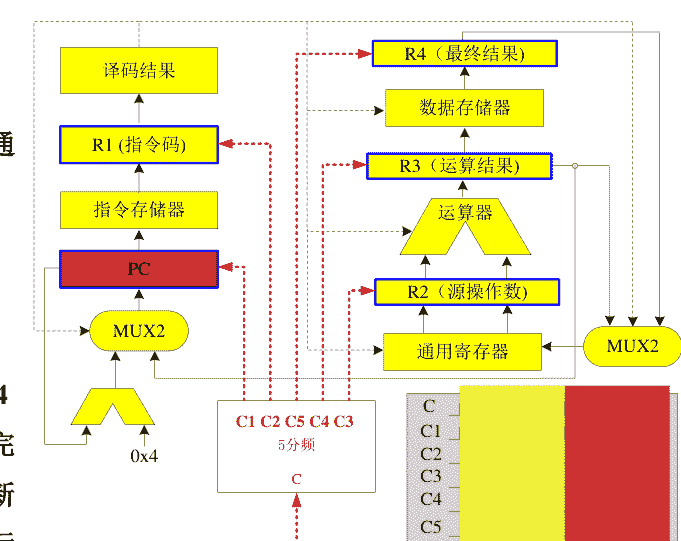 译码结果
R1 (指令码)
指令存储器
PC
MUX2
0x4
R4（最终结果)
数据存储器
R3（运算结果)
运算器
R2（源操作数)
通用寄存器
MUX2
C1 C2 C5 C4 C3
5分频
C
C
C1
C2
C3
C4
C5
通
4
完
新